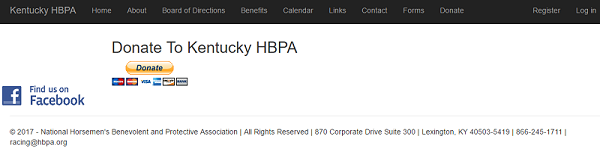 Kentucky HBPA Home About Board of Directions Benefits Calendar Links Contact Forms Donate Register Log in
Donate To Kentucky HBPA
Donate
Find us on
Facebook
© 2017 - National Horsemen's Benevolent and Protective Association | All Rights Reserved | 870 Corporate Drive Suite 300 | Lexington, KY 40503-5419 | 866-245-1711 |
racing@hbpa.org